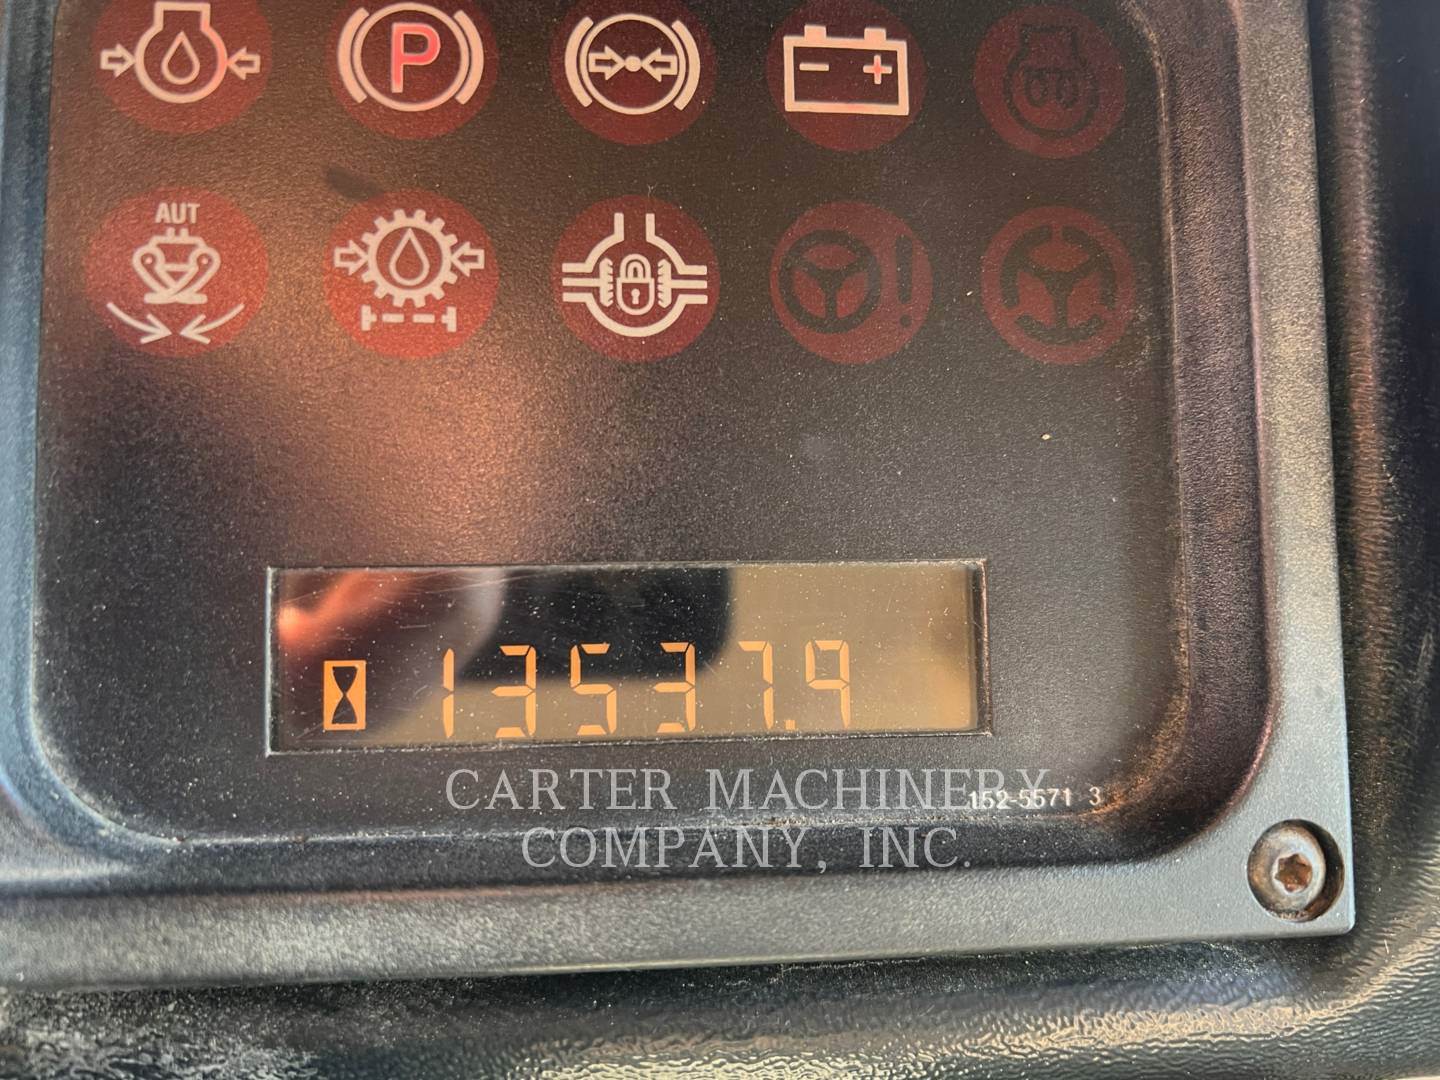 P
- +
AUT
!
13537.9
152-5571 3
CARTER MACHINERY
COMPANY, INC.